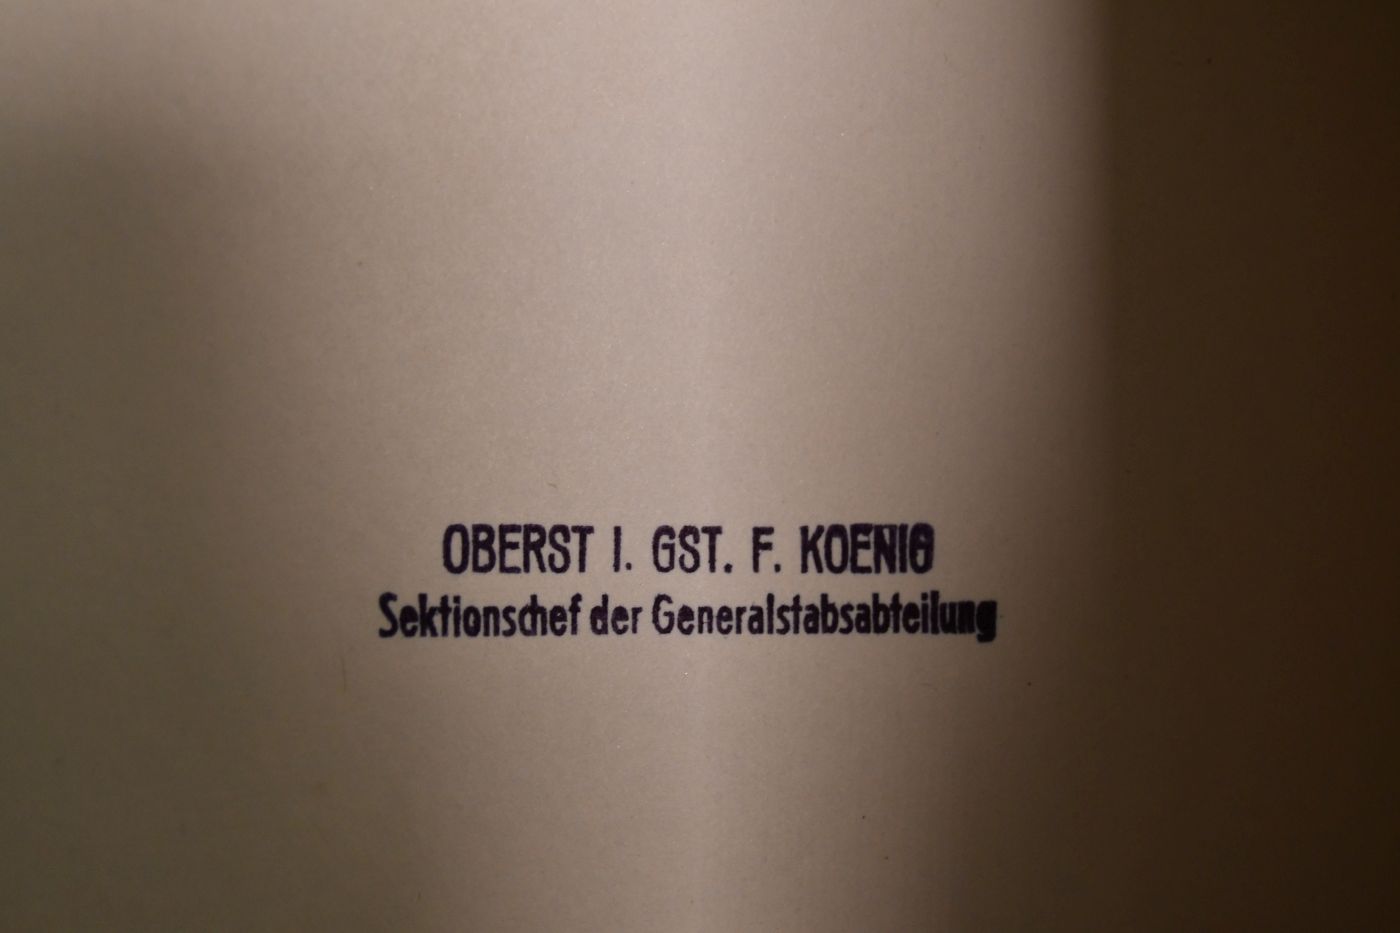 OBERST I. GST. F. KOENIG
Sektionschef der Generalstabsabteilung